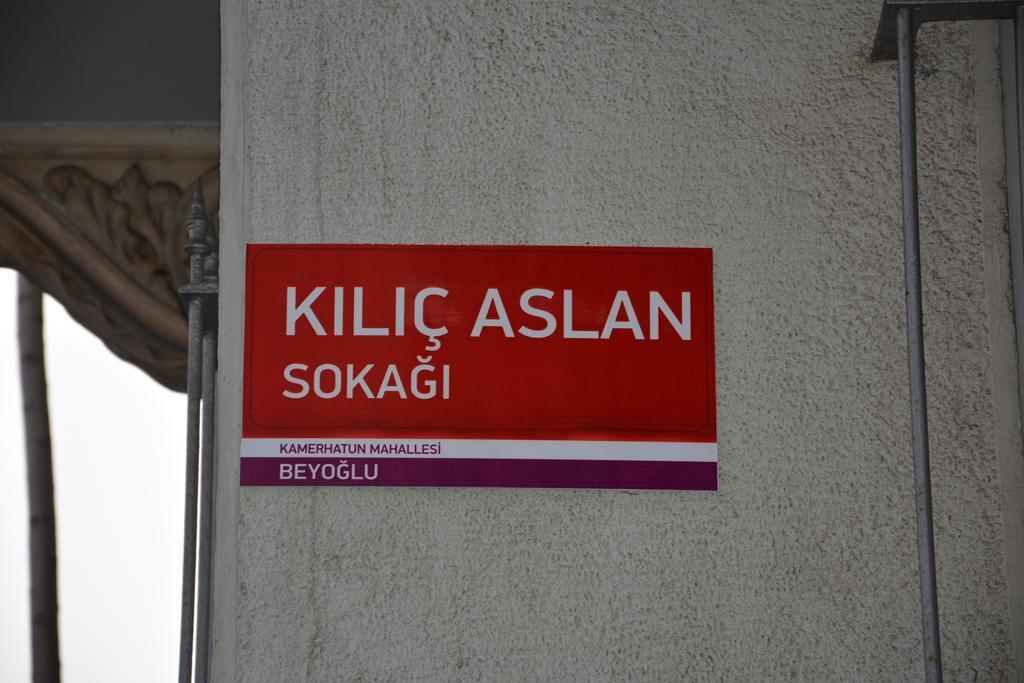 KILIÇ ASLAN
SOKAĞI
KAMERHATUN MAHALLESİ
BEYOĞLU